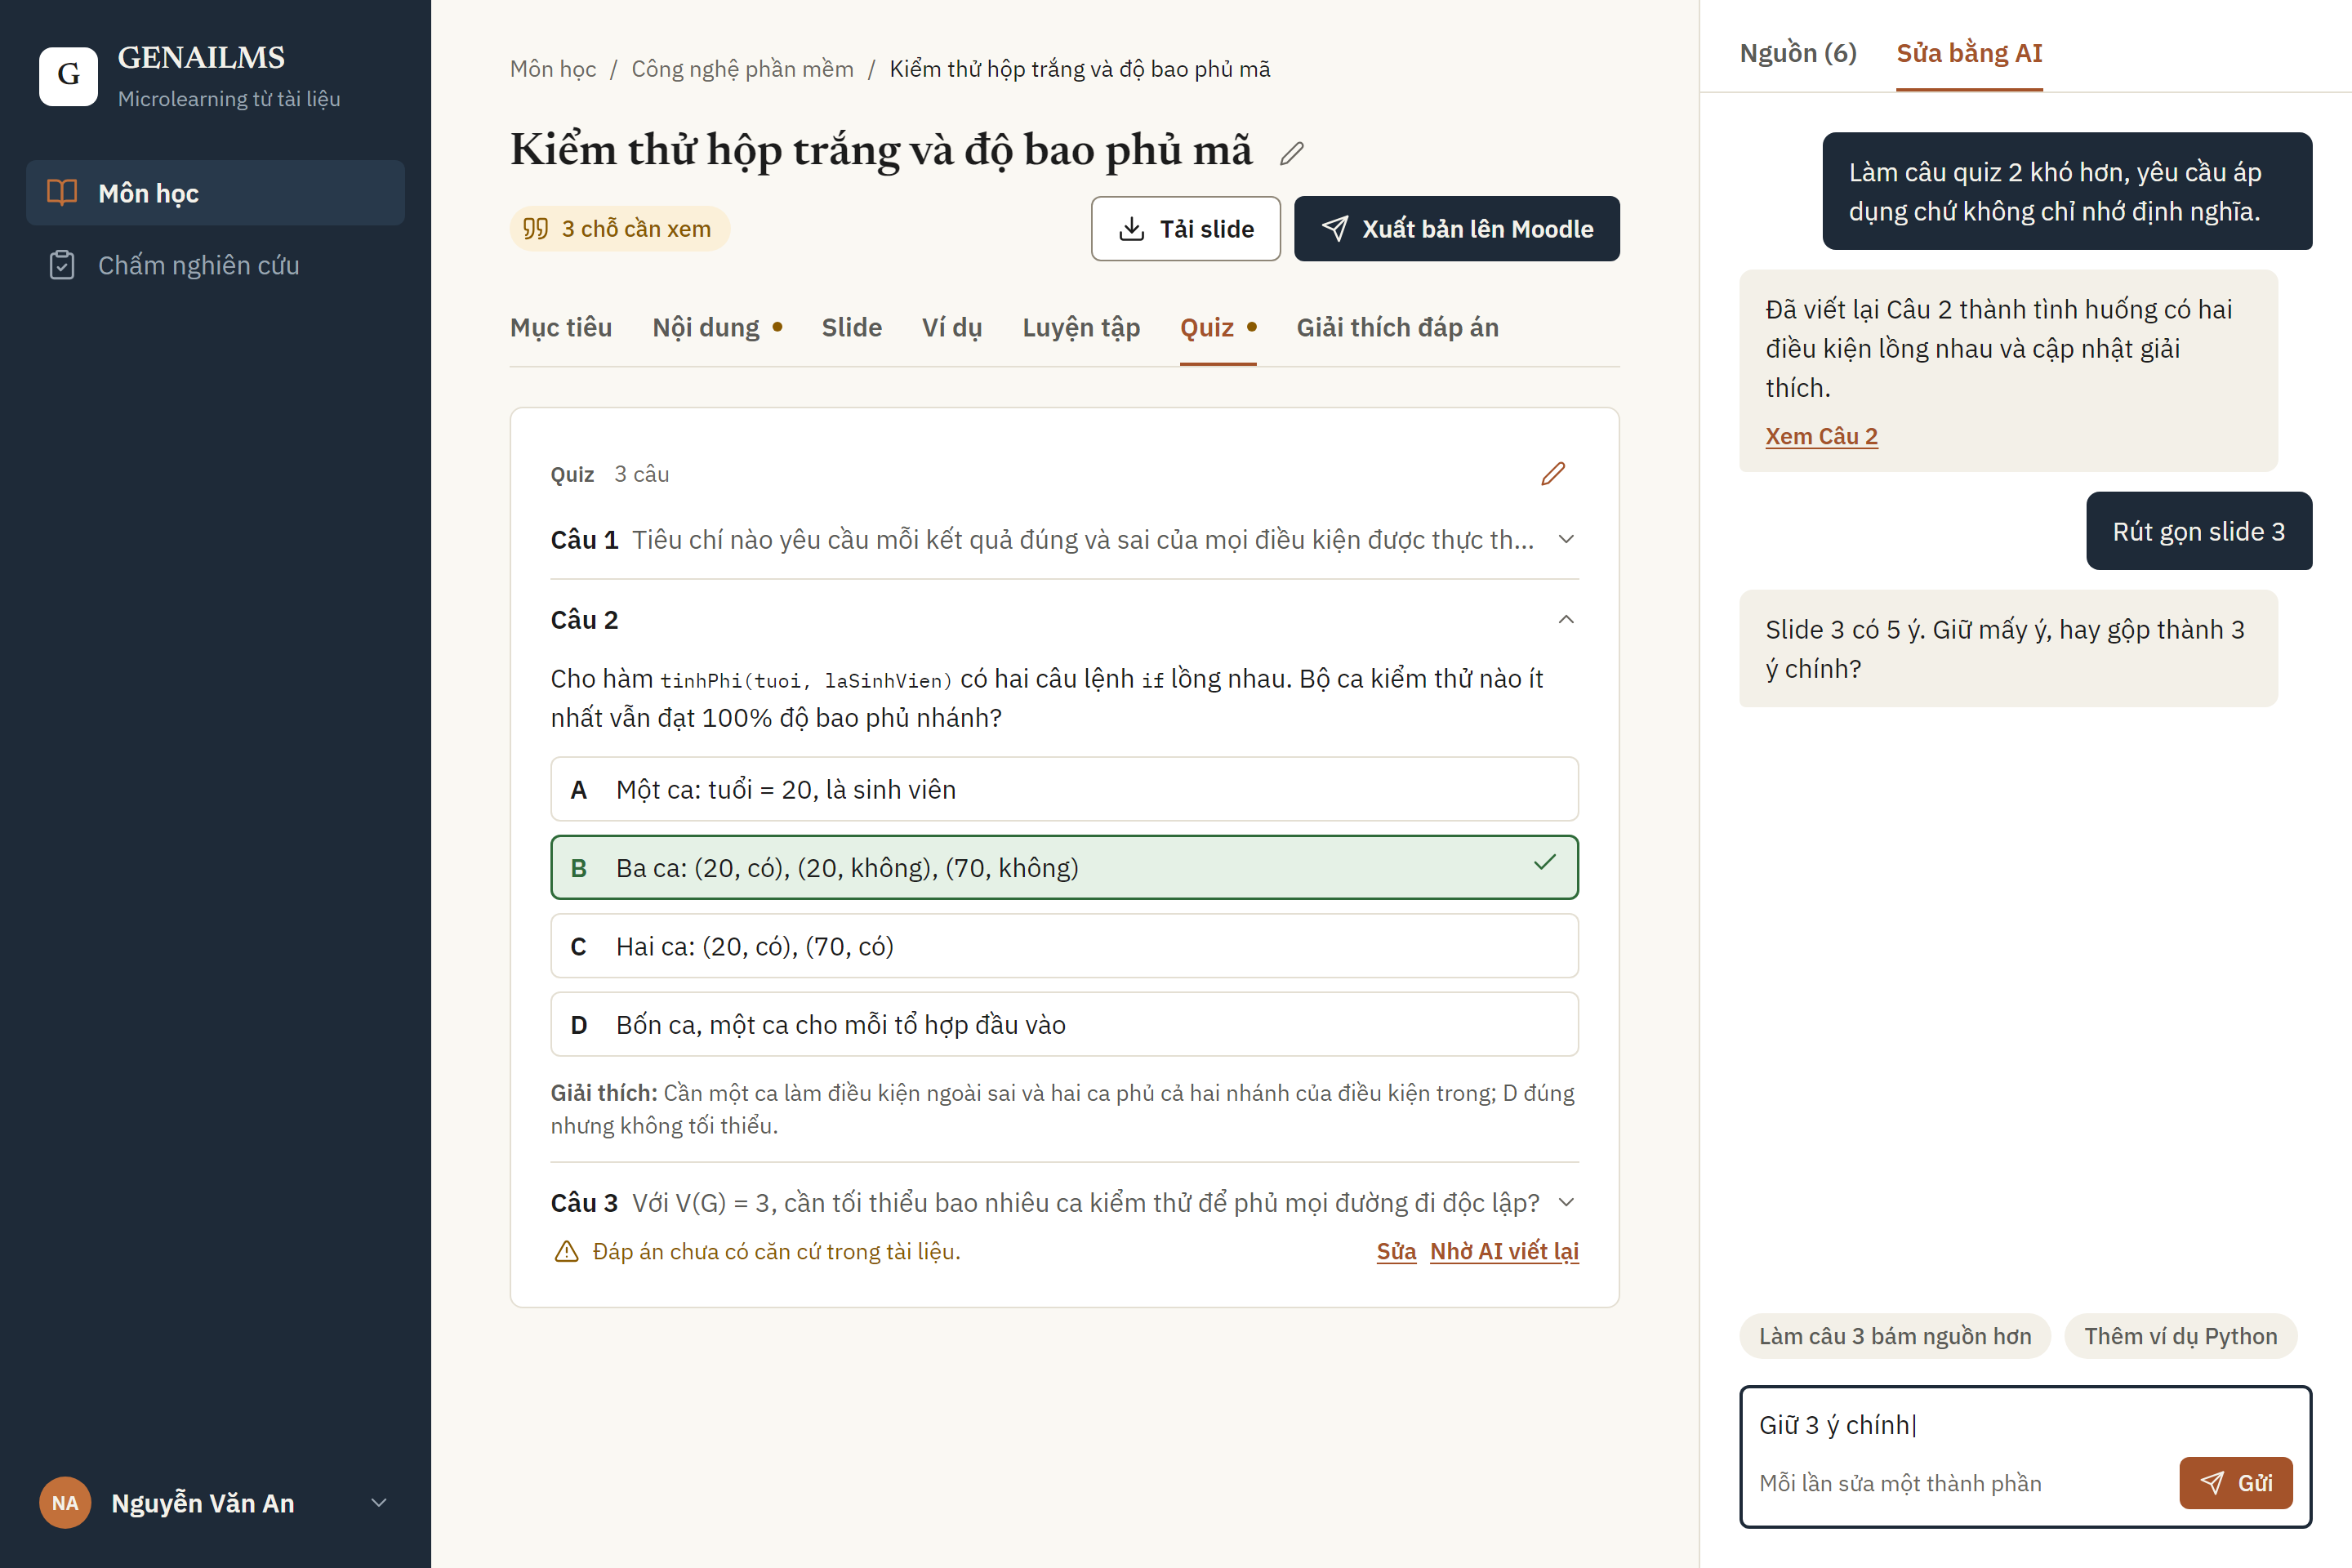 G
GENAILMS
Microlearning từ tài liệu
Môn học
Chấm nghiên cứu
NA
Nguyễn Văn An
Môn học / Công nghệ phần mềm / Kiểm thử hộp trắng và độ bao phủ mã
Kiểm thử hộp trắng và độ bao phủ mã
3 chỗ cần xem
Tải slide
Xuất bản lên Moodle
Mục tiêu
Nội dung
Slide
Ví dụ
Luyện tập
Quiz
Giải thích đáp án
Quiz 3 câu
Câu 1 Tiêu chí nào yêu cầu mỗi kết quả đúng và sai của mọi điều kiện được thực th...
Câu 2
Cho hàm tinhPhi(tuoi, laSinhVien) có hai câu lệnh if lồng nhau. Bộ ca kiểm thử nào ít
nhất vẫn đạt 100% độ bao phủ nhánh?
A Một ca: tuổi = 20, là sinh viên
B Ba ca: (20, có), (20, không), (70, không)
C Hai ca: (20, có), (70, có)
D Bốn ca, một ca cho mỗi tổ hợp đầu vào
Giải thích: Cần một ca làm điều kiện ngoài sai và hai ca phủ cả hai nhánh của điều kiện trong; D đúng
nhưng không tối thiểu.
Câu 3 Với V(G) = 3, cần tối thiểu bao nhiêu ca kiểm thử để phủ mọi đường đi độc lập?
Đáp án chưa có căn cứ trong tài liệu.
Sửa
Nhờ AI viết lại
Nguồn (6)
Sửa bằng AI
Làm câu quiz 2 khó hơn, yêu cầu áp
dụng chứ không chỉ nhớ định nghĩa.
Đã viết lại Câu 2 thành tình huống có hai
điều kiện lồng nhau và cập nhật giải
thích.
Xem Câu 2
Rút gọn slide 3
Slide 3 có 5 ý. Giữ mấy ý, hay gộp thành 3
ý chính?
Làm câu 3 bám nguồn hơn
Thêm ví dụ Python
Giữ 3 ý chính
Mỗi lần sửa một thành phần
Gửi